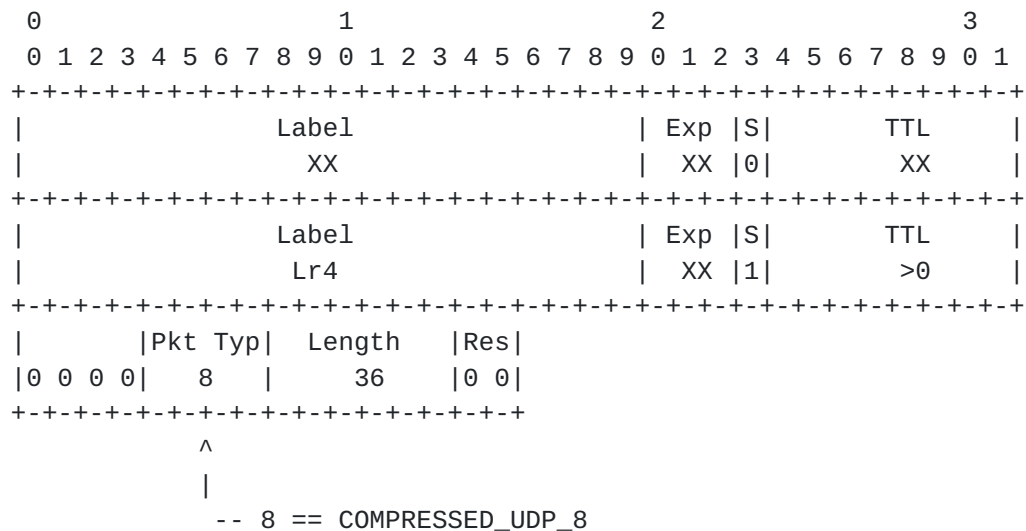 0                   1                   2                   3
 0 1 2 3 4 5 6 7 8 9 0 1 2 3 4 5 6 7 8 9 0 1 2 3 4 5 6 7 8 9 0 1
+-+-+-+-+-+-+-+-+-+-+-+-+-+-+-+-+-+-+-+-+-+-+-+-+-+-+-+-+-+-+-+-+
|                Label                  | Exp |S|       TTL     |
|                  XX                   |  XX |0|        XX     |
+-+-+-+-+-+-+-+-+-+-+-+-+-+-+-+-+-+-+-+-+-+-+-+-+-+-+-+-+-+-+-+-+
|                Label                  | Exp |S|       TTL     |
|                 Lr4                   |  XX |1|        >0     |
+-+-+-+-+-+-+-+-+-+-+-+-+-+-+-+-+-+-+-+-+-+-+-+-+-+-+-+-+-+-+-+-+
|       |Pkt Typ|  Length   |Res|
|0 0 0 0|   8   |     36    |0 0|
+-+-+-+-+-+-+-+-+-+-+-+-+-+-+-+-+
            ^
            |
             -- 8 == COMPRESSED_UDP_8